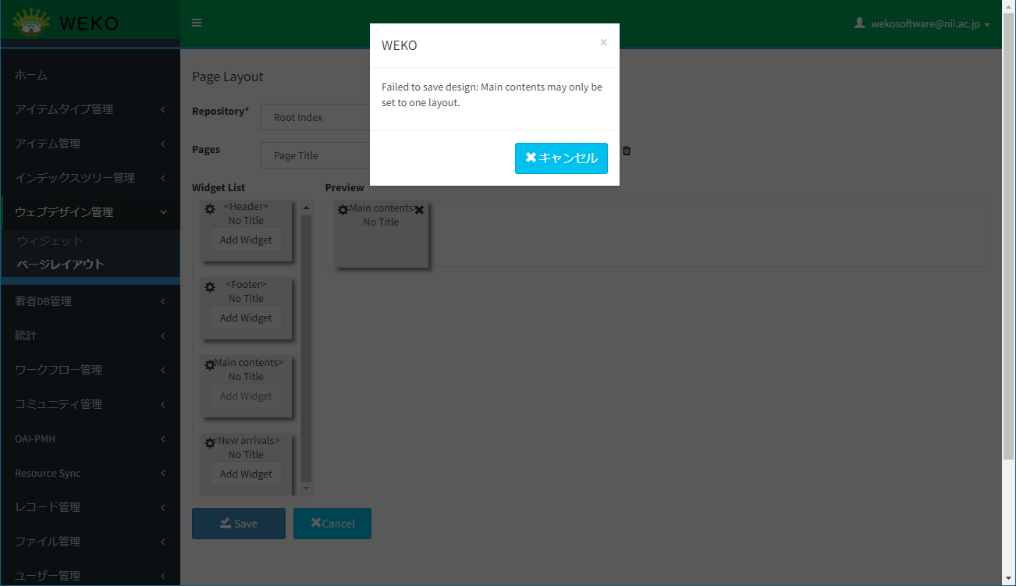 WEKO
wekosoftware@nii.ac.jp
ホーム
アイテムタイプ管理
アイテム管理
インデックスツリー管理
ウェブデザイン管理
ウィジェット
ページレイアウト
著者DB管理
統計
ワークフロー管理
コミュニティ管理
OAI-PMH
Resource Sync
レコード管理
ファイル管理
ユーザー管理
Page Layout
Repository*
Root Index
Pages
Page Title
Widget List
<Header>
No Title
Add Widget
<Footer>
No Title
Add Widget
Main contents>
No Title
Add Widget
<New arrivals>
No Title
Add Widget
Save
Cancel
Preview
Main contents
No Title
WEKO
×
Failed to save design: Main contents may only be
set to one layout.
キャンセル